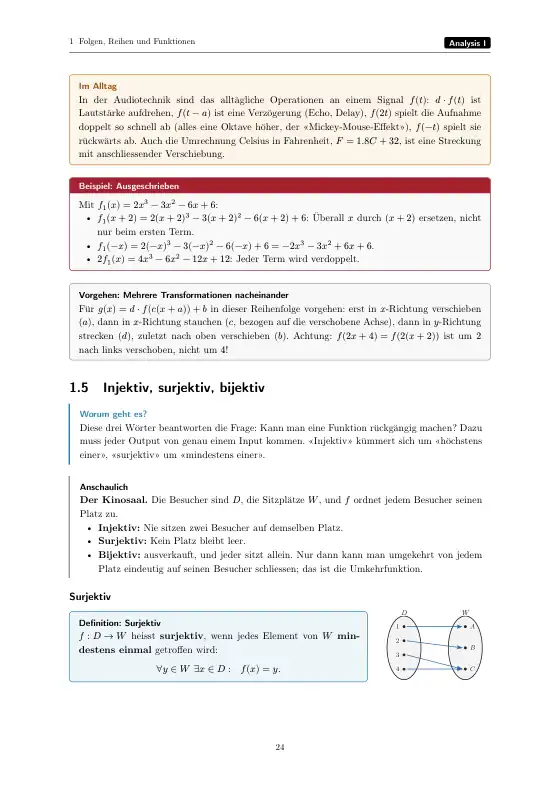 1 Folgen, Reihen und Funktionen
Analysis I
Im Alltag
In der Audiotechnik sind das alltägliche Operationen an einem Signal f(t): d · f(t) ist
Lautstärke aufdrehen, f(t − a) ist eine Verzögerung (Echo, Delay), f(2t) spielt die Aufnahme
doppelt so schnell ab (alles eine Oktave höher, der «Mickey-Mouse-Effekt»), f(−t) spielt sie
rückwärts ab. Auch die Umrechnung Celsius in Fahrenheit, F = 1.8C + 32, ist eine Streckung
mit anschliessender Verschiebung.
Beispiel: Ausgeschrieben
Mit f₁(x) = 2x³ − 3x² − 6x + 6:
• f₁(x + 2) = 2(x + 2)³ − 3(x + 2)² − 6(x + 2) + 6: Überall x durch (x + 2) ersetzen, nicht
nur beim ersten Term.
• f₁(−x) = 2(−x)³ − 3(−x)² − 6(−x) + 6 = −2x³ − 3x² + 6x + 6.
• 2f₁(x) = 4x³ − 6x² − 12x + 12: Jeder Term wird verdoppelt.
Vorgehen: Mehrere Transformationen nacheinander
Für g(x) = d · f(c(x + a)) + b in dieser Reihenfolge vorgehen: erst in x-Richtung verschieben
(a), dann in x-Richtung stauchen (c, bezogen auf die verschobene Achse), dann in y-Richtung
strecken (d), zuletzt nach oben verschieben (b). Achtung: f(2x + 4) = f(2(x + 2)) ist um 2
nach links verschoben, nicht um 4!
1.5 Injektiv, surjektiv, bijektiv
Worum geht es?
Diese drei Wörter beantworten die Frage: Kann man eine Funktion rückgängig machen? Dazu
muss jeder Output von genau einem Input kommen. «Injektiv» kümmert sich um «höchstens
einer», «surjektiv» um «mindestens einer».
Anschaulich
Der Kinosaal. Die Besucher sind D, die Sitzplätze W, und f ordnet jedem Besucher seinen
Platz zu.
• Injektiv: Nie sitzen zwei Besucher auf demselben Platz.
• Surjektiv: Kein Platz bleibt leer.
• Bijektiv: ausverkauft, und jeder sitzt allein. Nur dann kann man umgekehrt von jedem
Platz eindeutig auf seinen Besucher schliessen; das ist die Umkehrfunktion.
Surjektiv
Definition: Surjektiv
f : D → W heisst surjektiv, wenn jedes Element von W min-
destens einmal getroffen wird:
∀y ∈ W ∃x ∈ D : f(x) = y.
D W
1 A
2 B
3
4 C
24